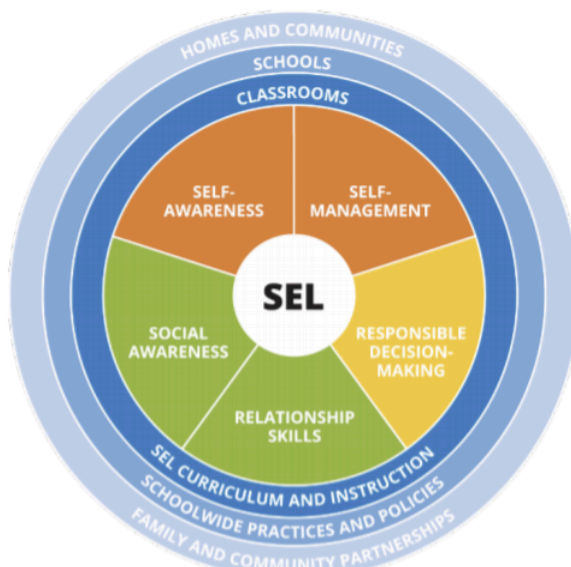 HOMES AND COMMUNITIES
SCHOOLS
CLASSROOMS
SELF-
AWARENESS
SELF-
MANAGEMENT
SEL
SOCIAL
AWARENESS
RESPONSIBLE
DECISION-
MAKING
RELATIONSHIP
SKILLS
SEL CURRICULUM AND INSTRUCTION
SCHOOLWIDE PRACTICES AND POLICIES
FAMILY AND COMMUNITY PARTNERSHIPS